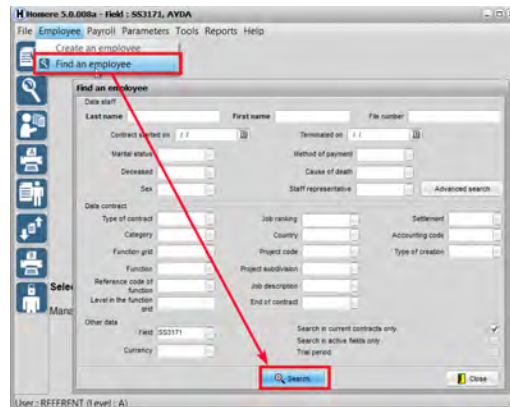 Homere 5.0.008a - Field : SS3171, AYDA
File Employee Payroll Parameters Tools Reports Help
Create an employee
Find an employee
Find an employee
Data staff
Last name First name File number
Contract started on / / Terminated on / /
Marital status Method of payment
Deceased Cause of death
Sex Staff representative Advanced search
Data contract
Type of contract Job ranking Settlement
Category Country Accounting code
Function grid Project code Type of creation
Function Project subdivision
Reference code of function Job description
Level in the function grid End of contract
Other data
Field SS3171 Search in current contracts only
Search in active fields only
Currency Trial period
Search Close
Sele
Mana
User : REFERENT (Level : A)